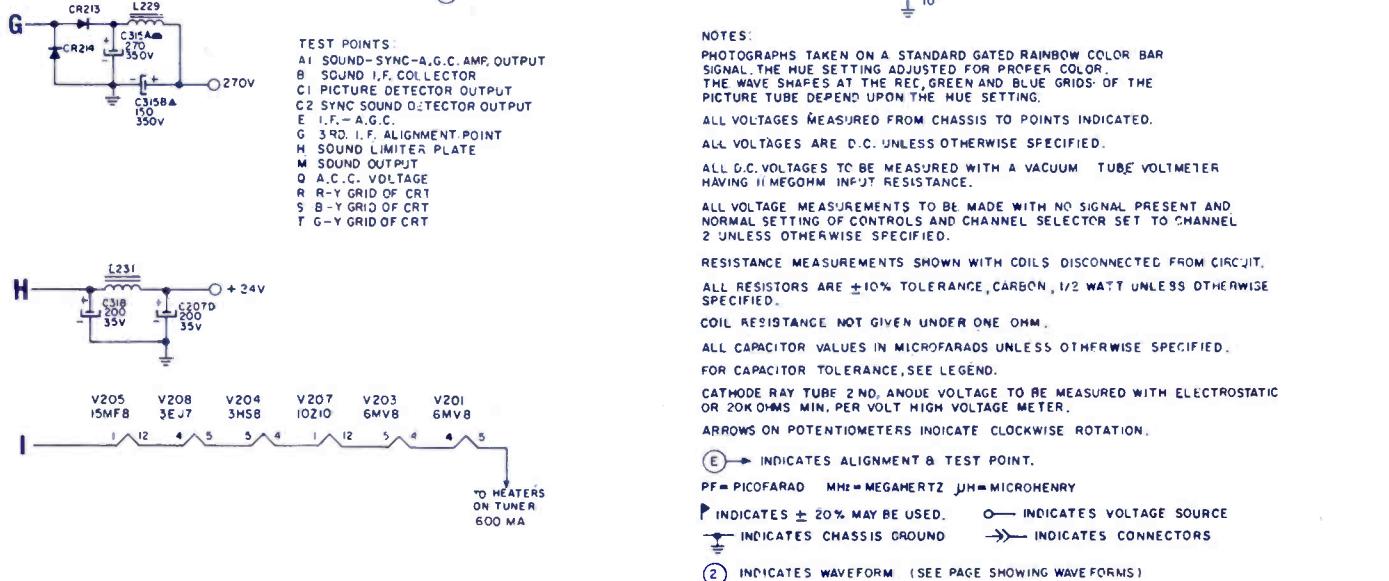 G
CR213
L229
CR214
C315A
270
350V
270V
C315B▲
150
350V
TEST POINTS:
A1 SOUND-SYNC-A.G.C. AMP. OUTPUT
B SOUND I.F. COLLECTOR
C1 PICTURE DETECTOR OUTPUT
C2 SYNC SOUND DETECTOR OUTPUT
E I.F.-A.G.C.
G 3RD. I.F. ALIGNMENT POINT
H SOUND LIMITER PLATE
M SOUND OUTPUT
Q A.C.C. VOLTAGE
R R-Y GRID OF CRT
S B-Y GRID OF CRT
T G-Y GRID OF CRT
H
L231
+24V
C318
200
35V
C207D
200
35V
V205 V208 V204 V207 V203 V201
15MF8 3EJ7 3HS8 10Z10 6MV8 6MV8
I
1 12 4 5 5 4 1 12 5 4 4 5
TO HEATERS
ON TUNER
600 MA
10
NOTES:
PHOTOGRAPHS TAKEN ON A STANDARD GATED RAINBOW COLOR BAR
SIGNAL. THE HUE SETTING ADJUSTED FOR PROPER COLOR.
THE WAVE SHAPES AT THE REC, GREEN AND BLUE GRIDS OF THE
PICTURE TUBE DEPEND UPON THE HUE SETTING.
ALL VOLTAGES MEASURED FROM CHASSIS TO POINTS INDICATED.
ALL VOLTAGES ARE D.C. UNLESS OTHERWISE SPECIFIED.
ALL D.C. VOLTAGES TO BE MEASURED WITH A VACUUM TUBE VOLTMETER
HAVING 11 MEGOHM INPUT RESISTANCE.
ALL VOLTAGE MEASUREMENTS TO BE MADE WITH NO SIGNAL PRESENT AND
NORMAL SETTING OF CONTROLS AND CHANNEL SELECTOR SET TO CHANNEL
2 UNLESS OTHERWISE SPECIFIED.
RESISTANCE MEASUREMENTS SHOWN WITH COILS DISCONNECTED FROM CIRCUIT.
ALL RESISTORS ARE ±10% TOLERANCE, CARBON, 1/2 WATT UNLESS OTHERWISE
SPECIFIED.
COIL RESISTANCE NOT GIVEN UNDER ONE OHM.
ALL CAPACITOR VALUES IN MICROFARADS UNLESS OTHERWISE SPECIFIED.
FOR CAPACITOR TOLERANCE, SEE LEGEND.
CATHODE RAY TUBE 2 ND. ANODE VOLTAGE TO BE MEASURED WITH ELECTROSTATIC
OR 20K OHMS MIN. PER VOLT HIGH VOLTAGE METER.
ARROWS ON POTENTIOMETERS INDICATE CLOCKWISE ROTATION.
E INDICATES ALIGNMENT & TEST POINT.
PF = PICOFARAD MHz = MEGAHERTZ µH = MICROHENRY
INDICATES ± 20% MAY BE USED. INDICATES VOLTAGE SOURCE
INDICATES CHASSIS GROUND INDICATES CONNECTORS
2 INDICATES WAVEFORM (SEE PAGE SHOWING WAVEFORMS)